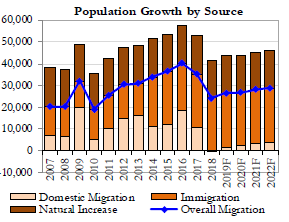 Population Growth by Source
60,000
50,000
40,000
30,000
20,000
10,000
0
-10,000
2007
2008
2009
2010
2011
2012
2013
2014
2015
2016
2017
2018
2019F
2020F
2021F
2022F
Domestic Migration Immigration
Natural Increase Overall Migration